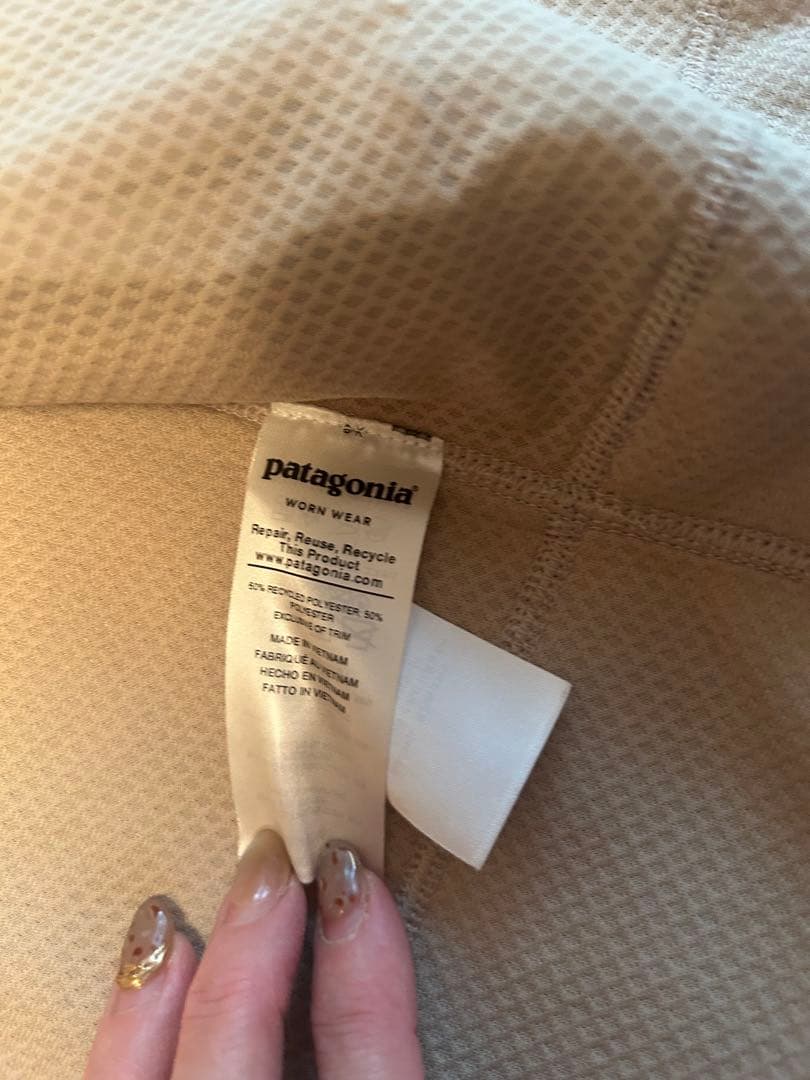 patagonia®
WORN WEAR
Repair, Reuse, Recycle
This Product
www.patagonia.com
50% RECYCLED POLYESTER, 50%
POLYESTER
EXCLUSIVE OF TRIM
MADE IN VIETNAM
FABRIQUÉ AU VIETNAM
HECHO EN VIETNAM
FATTO IN VIETNAM